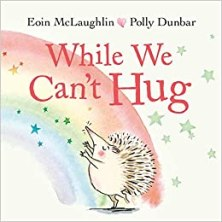 Eoin McLaughlin Polly Dunbar
While We
Can't Hug